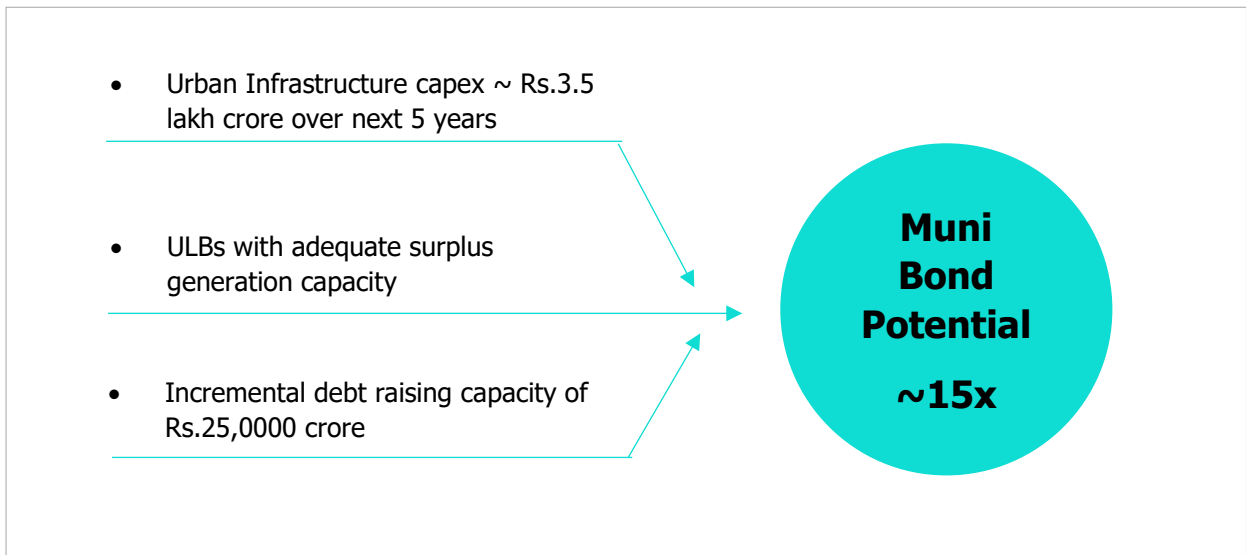 • Urban Infrastructure capex ~ Rs.3.5
lakh crore over next 5 years
• ULBs with adequate surplus
generation capacity
• Incremental debt raising capacity of
Rs.25,0000 crore
Muni
Bond
Potential
~15x